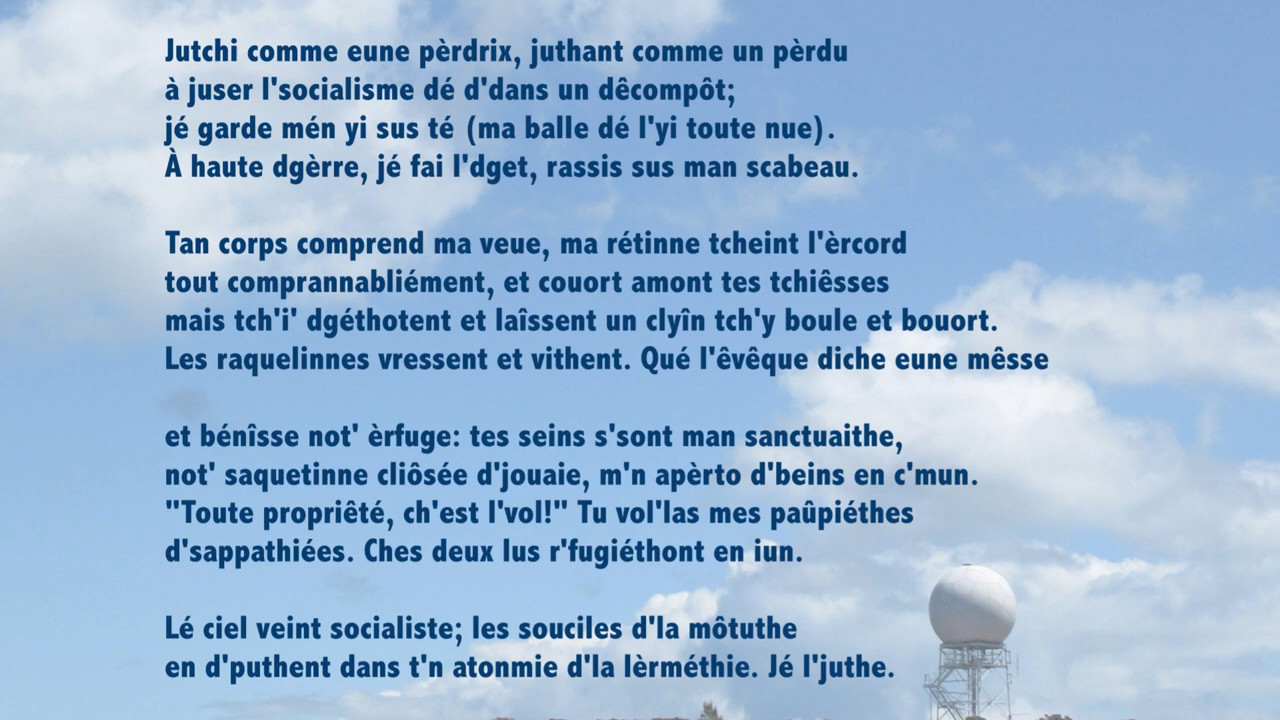 Jutchi comme eune pèrdrix, juthant comme un pèrdu
à juser l'socialisme dé d'dans un dêcompôt;
jé garde mén yi sus té (ma balle dé l'yi toute nue).
À haute dgèrre, jé fai l'dget, rassis sus man scabeau.
Tan corps comprend ma veue, ma rétinne tcheint l'èrcord
tout comprannabliément, et couort amont tes tchiêsses
mais tch'i' dgéthotent et laîssent un clyîn tch'y boule et bouort.
Les raquelinnes vressent et vithent. Qué l'êvêque diche eune mêsse
et bénîsse not' èrfuge: tes seins s'sont man sanctuaithe,
not' saquetinne cliôsée d'jouaie, m'n apèrto d'beins en c'mun.
"Toute propriêté, ch'est l'vol!" Tu vol'las mes paûpiéthes
d'sappathiées. Ches deux lus r'fugiéthont en iun.
Lé ciel veint socialiste; les souciles d'la môtuthe
en d'puthent dans t'n atonmie d'la lèrméthie. Jé l'juthe.